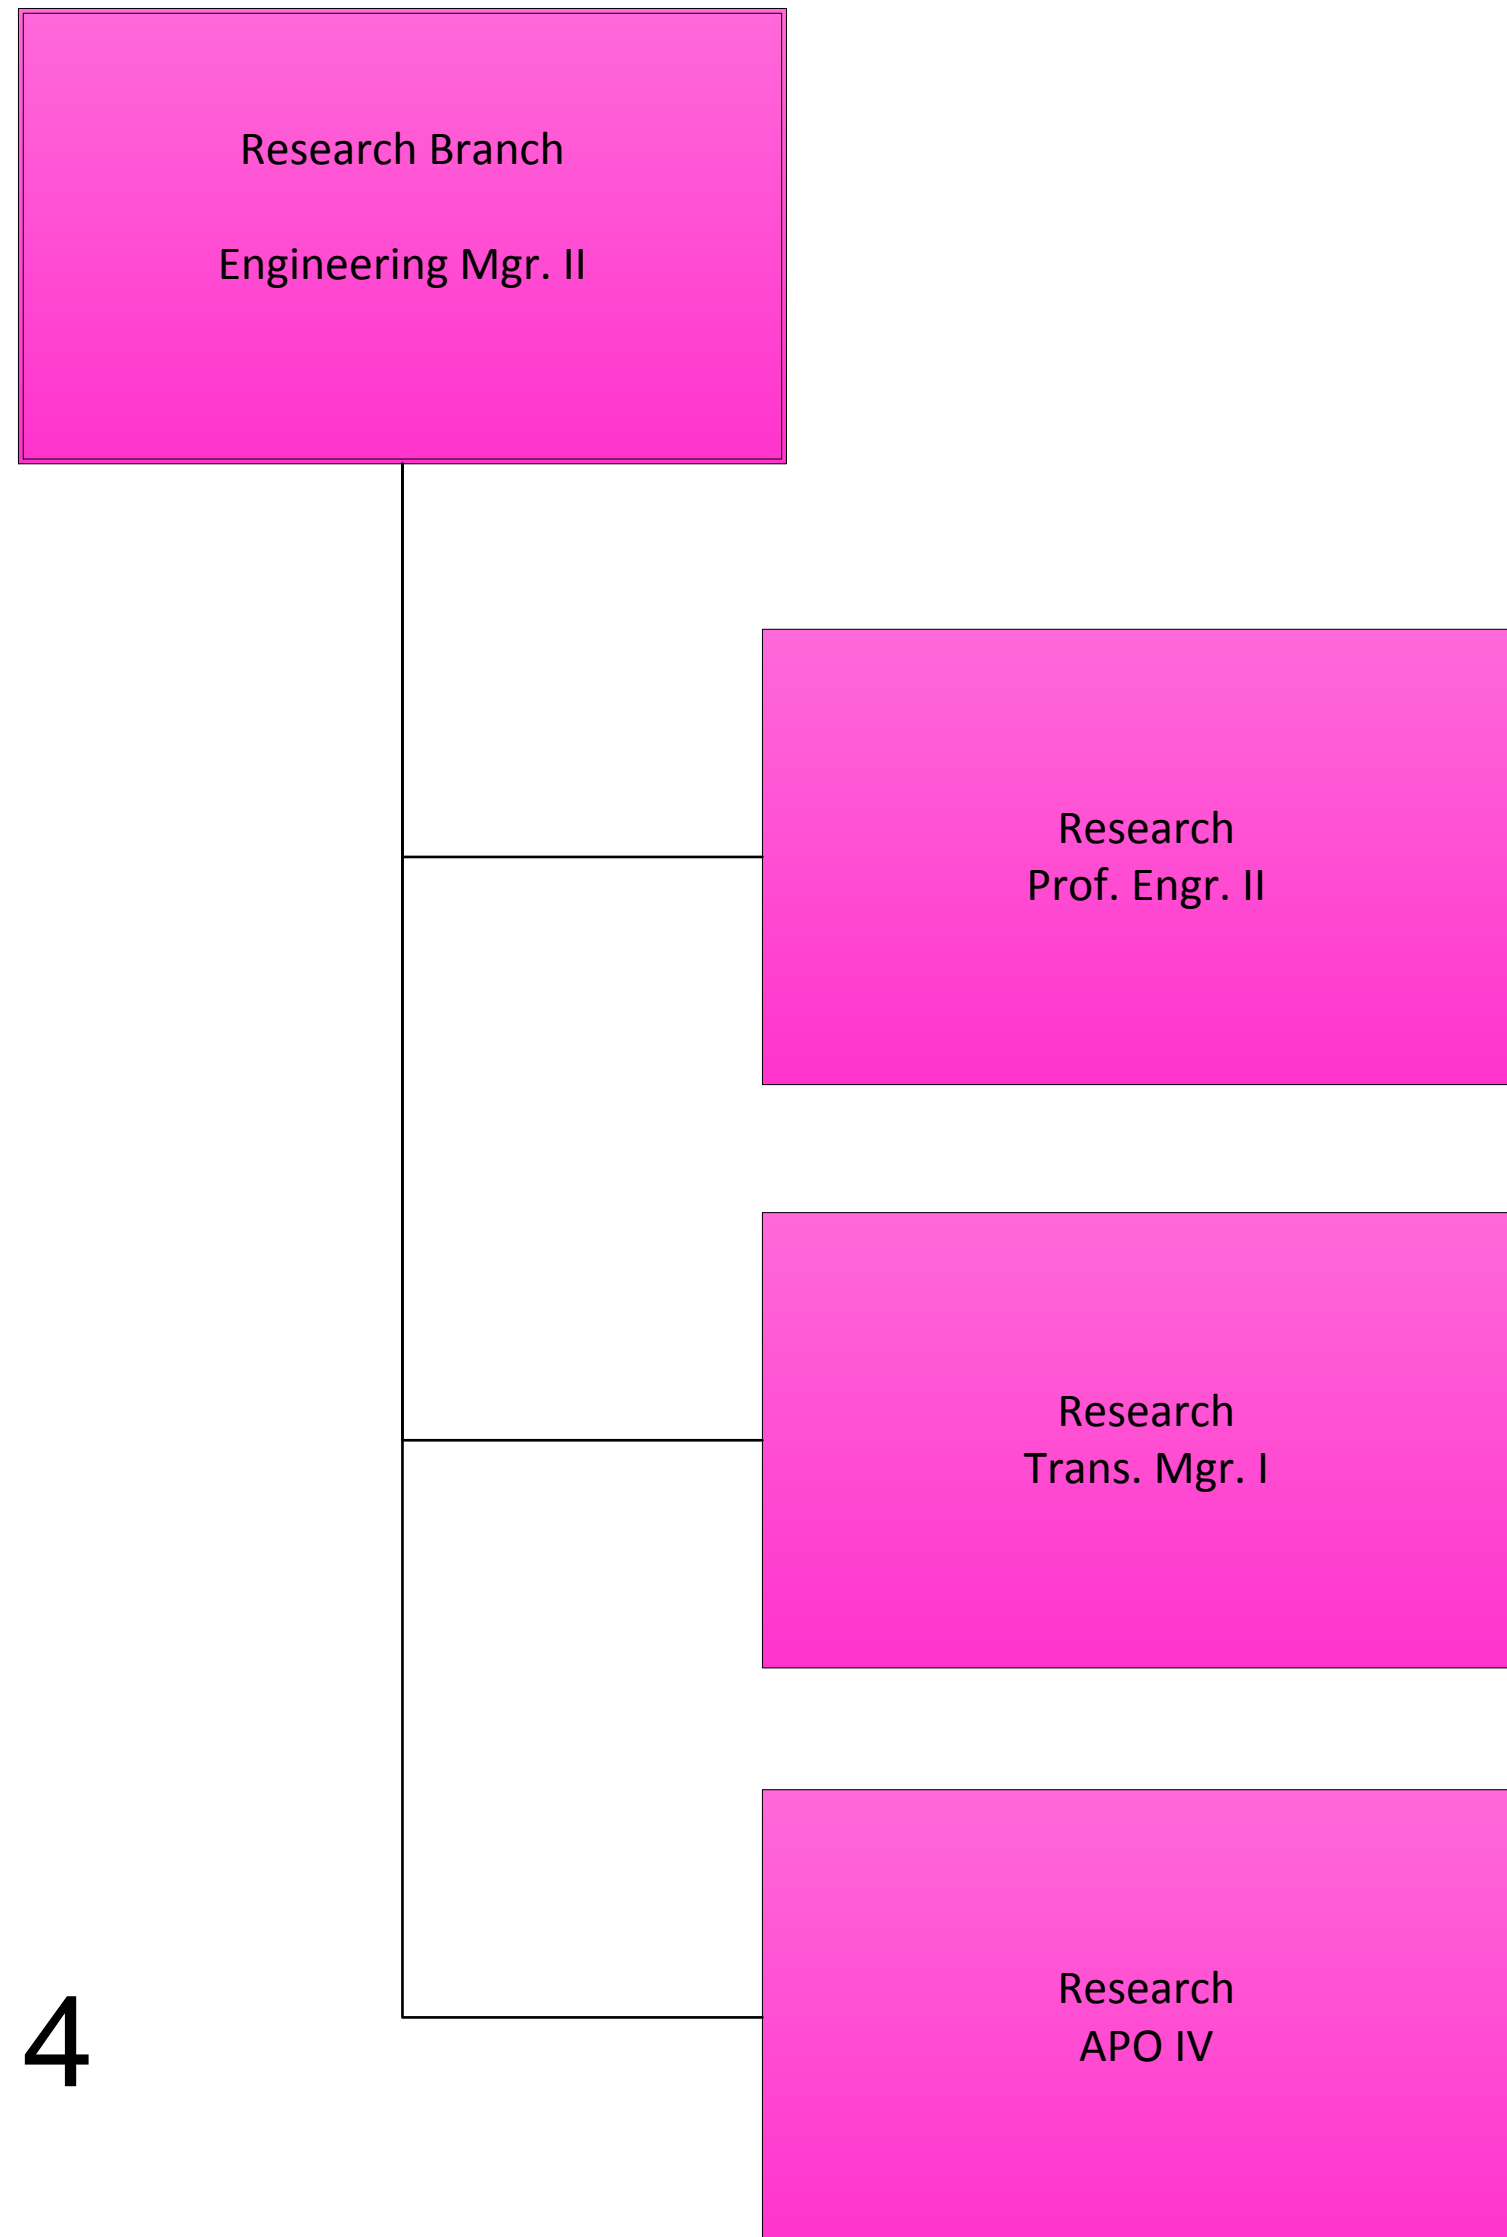 Research Branch
Engineering Mgr. II
Research
Prof. Engr. II
Research
Trans. Mgr. I
Research
APO IV
4